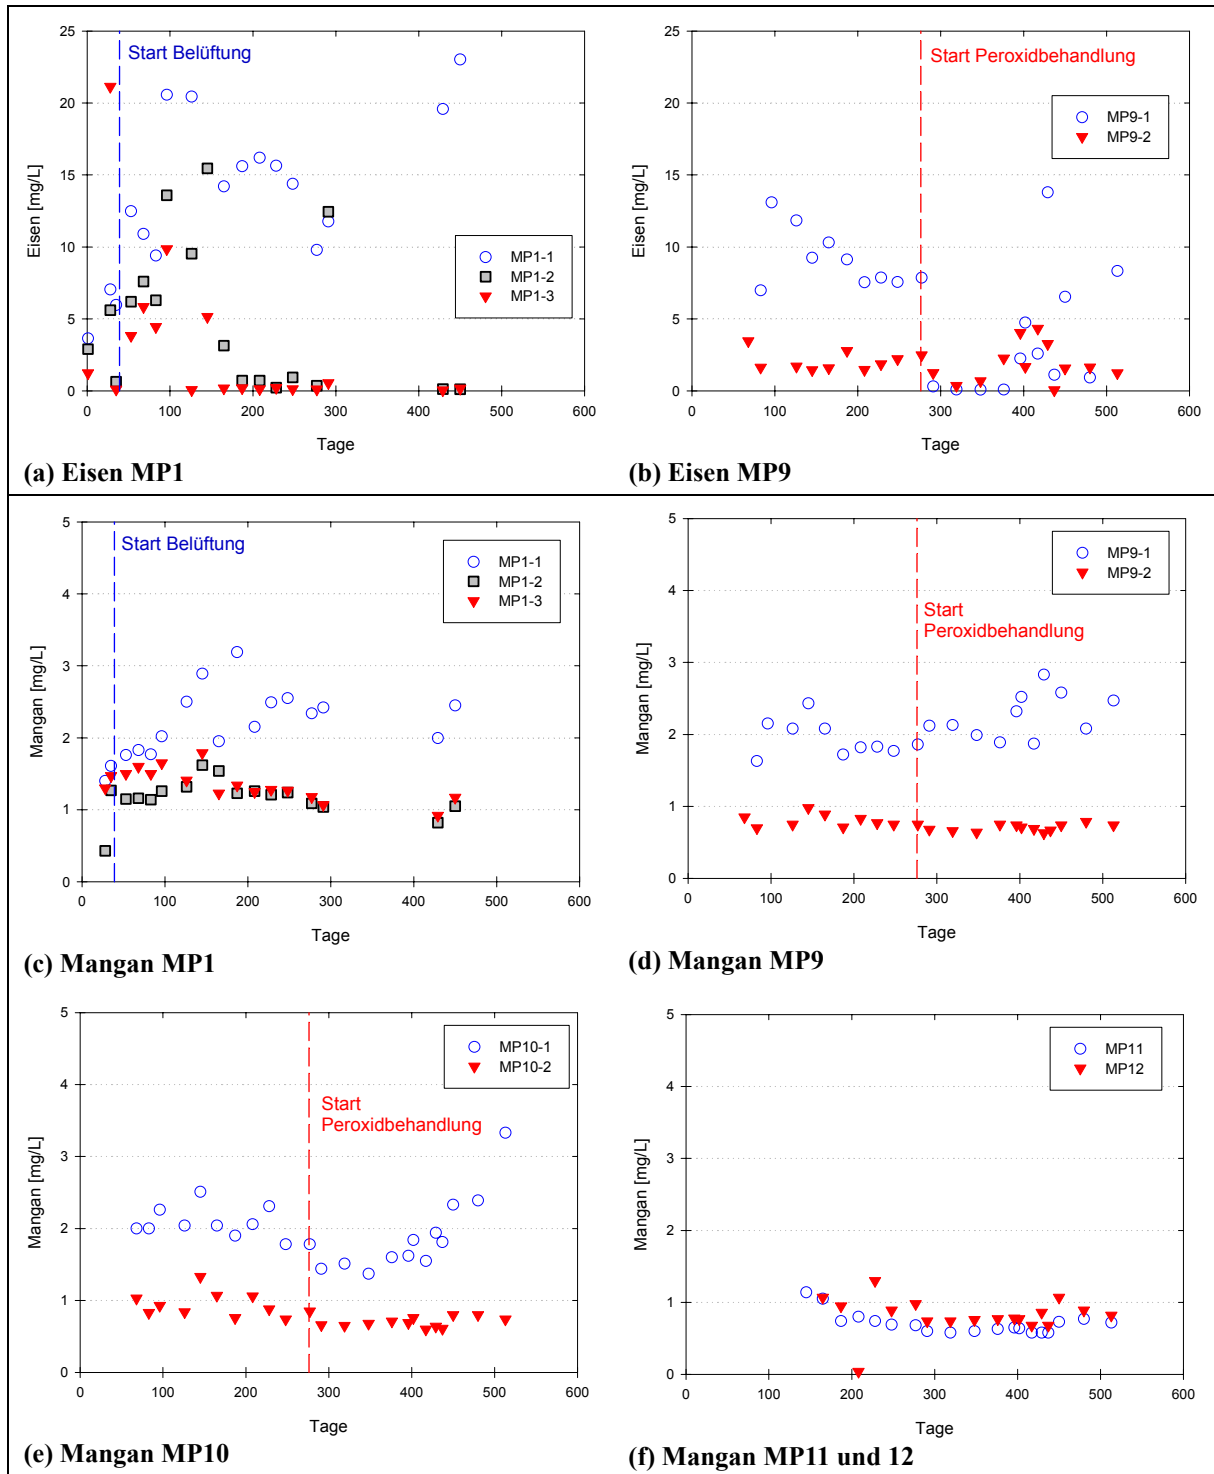 Start Belüftung
Eisen [mg/L]
25
20
15
10
5
0
MP1-1
MP1-2
MP1-3
0 100 200 300 400 500 600
Tage
(a) Eisen MP1
Start Peroxidbehandlung
Eisen [mg/L]
25
20
15
10
5
0
MP9-1
MP9-2
0 100 200 300 400 500 600
Tage
(b) Eisen MP9
Start Belüftung
Mangan [mg/L]
5
4
3
2
1
0
MP1-1
MP1-2
MP1-3
0 100 200 300 400 500 600
Tage
(c) Mangan MP1
Mangan [mg/L]
5
4
3
2
1
0
MP9-1
MP9-2
Start
Peroxidbehandlung
0 100 200 300 400 500 600
Tage
(d) Mangan MP9
Mangan [mg/L]
5
4
3
2
1
0
MP10-1
MP10-2
Start
Peroxidbehandlung
0 100 200 300 400 500 600
Tage
(e) Mangan MP10
Mangan [mg/L]
5
4
3
2
1
0
MP11
MP12
0 100 200 300 400 500 600
Tage
(f) Mangan MP11 und 12